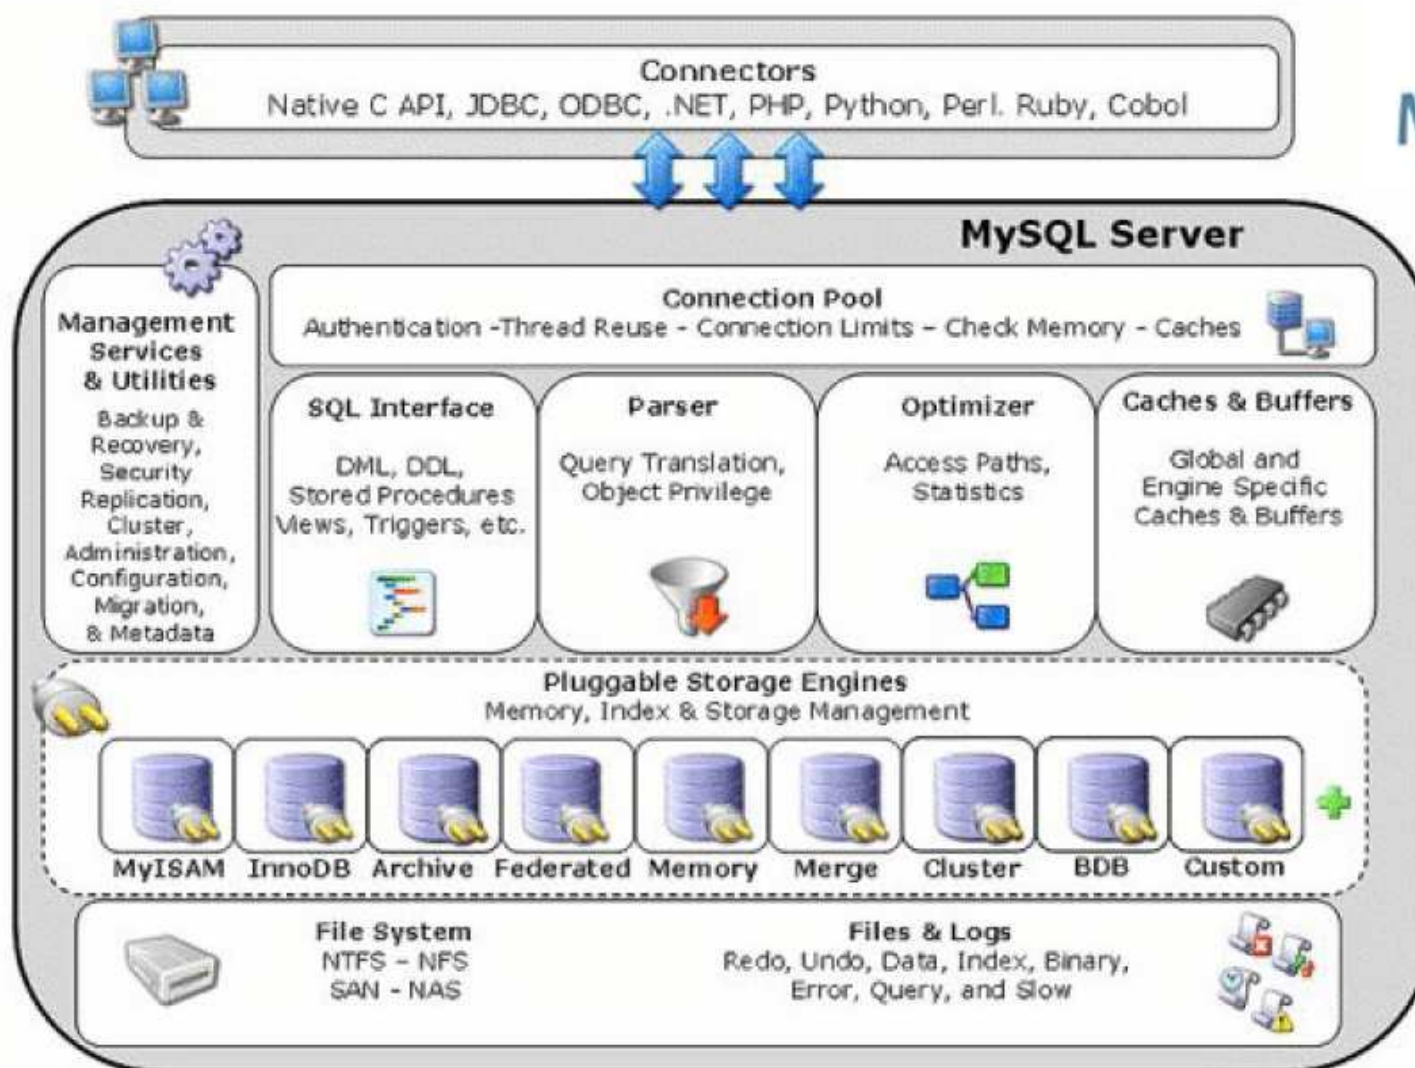 Connectors
Native C API, JDBC, ODBC, .NET, PHP, Python, Perl. Ruby, Cobol
MySQL Server
Management
Services
& Utilities
Backup &
Recovery,
Security
Replication,
Cluster,
Administration,
Configuration,
Migration,
& Metadata
Connection Pool
Authentication -Thread Reuse - Connection Limits – Check Memory - Caches
SQL Interface
DML, DDL,
Stored Procedures
Views, Triggers, etc.
Parser
Query Translation,
Object Privilege
Optimizer
Access Paths,
Statistics
Caches & Buffers
Global and
Engine Specific
Caches & Buffers
Pluggable Storage Engines
Memory, Index & Storage Management
MyISAM InnoDB Archive Federated Memory Merge Cluster BDB Custom
File System
NTFS – NFS
SAN - NAS
Files & Logs
Redo, Undo, Data, Index, Binary,
Error, Query, and Slow